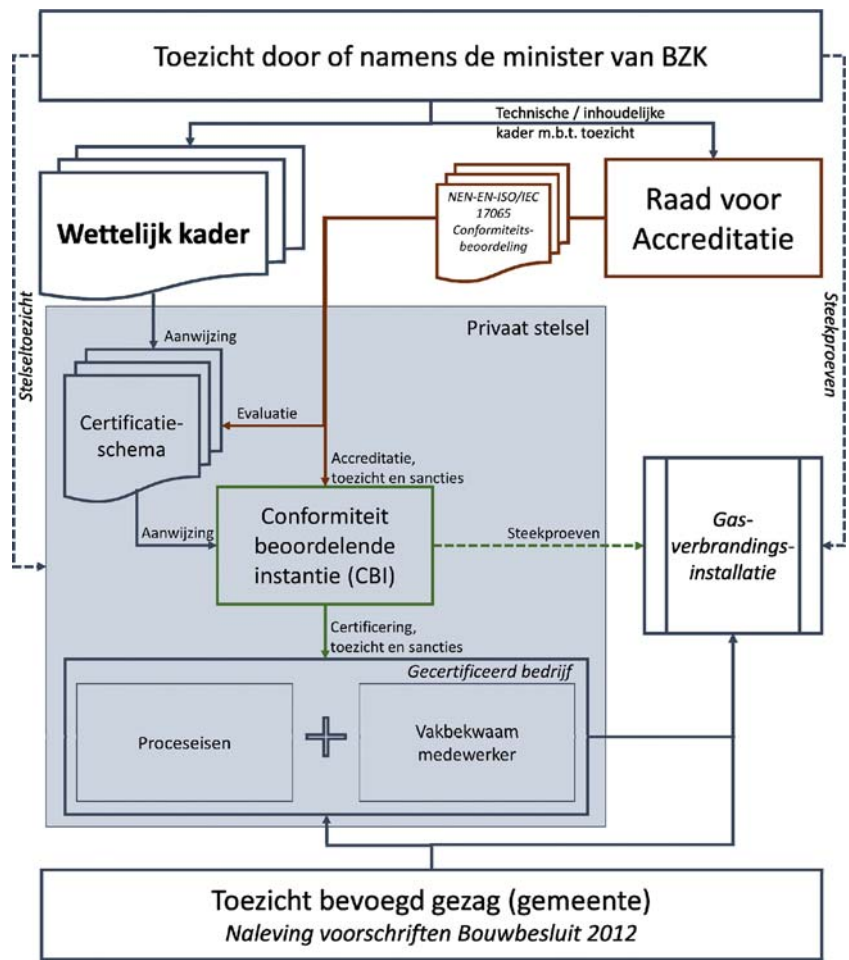 Toezicht door of namens de minister van BZK
Technische / inhoudelijke
kader m.b.t. toezicht
Wettelijk kader
NEN-EN-ISO/IEC
17065
Conformiteits-
beoordeling
Raad voor
Accreditatie
Stelseltoezicht
Steekproeven
Aanwijzing
Privaat stelsel
Certificatie-
schema
Evaluatie
Accreditatie,
toezicht en sancties
Aanwijzing
Conformiteit
beoordelende
instantie (CBI)
Steekproeven
Gas-
verbrandings-
installatie
Certificering,
toezicht en sancties
Gecertificeerd bedrijf
Proceseisen
+
Vakbekwaam
medewerker
Toezicht bevoegd gezag (gemeente)
Naleving voorschriften Bouwbesluit 2012